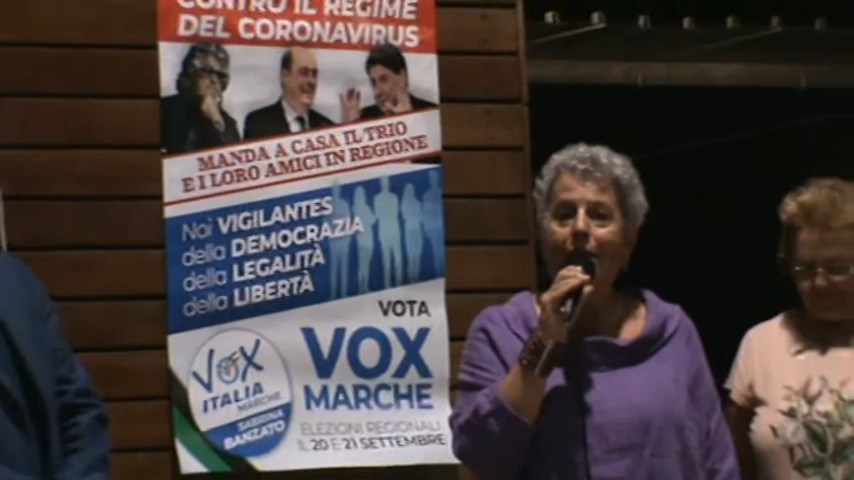 CONTRO IL REGIME
DEL CORONAVIRUS
MANDA A CASA IL TRIO
E I LORO AMICI IN REGIONE
Noi VIGILANTES
della DEMOCRAZIA
della LEGALITÀ
della LIBERTÀ
VOTA
VOX
MARCHE
ELEZIONI REGIONALI
IL 20 E 21 SETTEMBRE
VOX
ITALIA
MARCHE
SABRINA
BANZATO